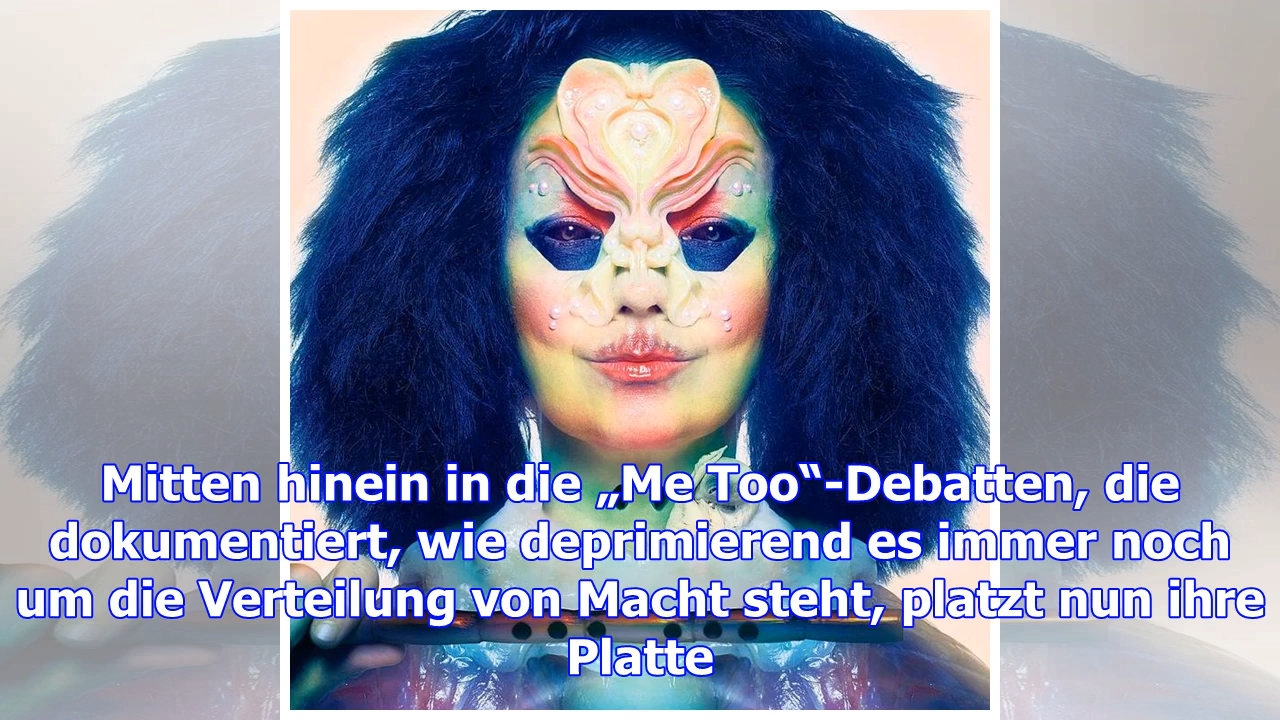 Mitten hinein in die „Me Too“-Debatten, die
dokumentiert, wie deprimierend es immer noch
um die Verteilung von Macht steht, platzt nun ihre
Platte